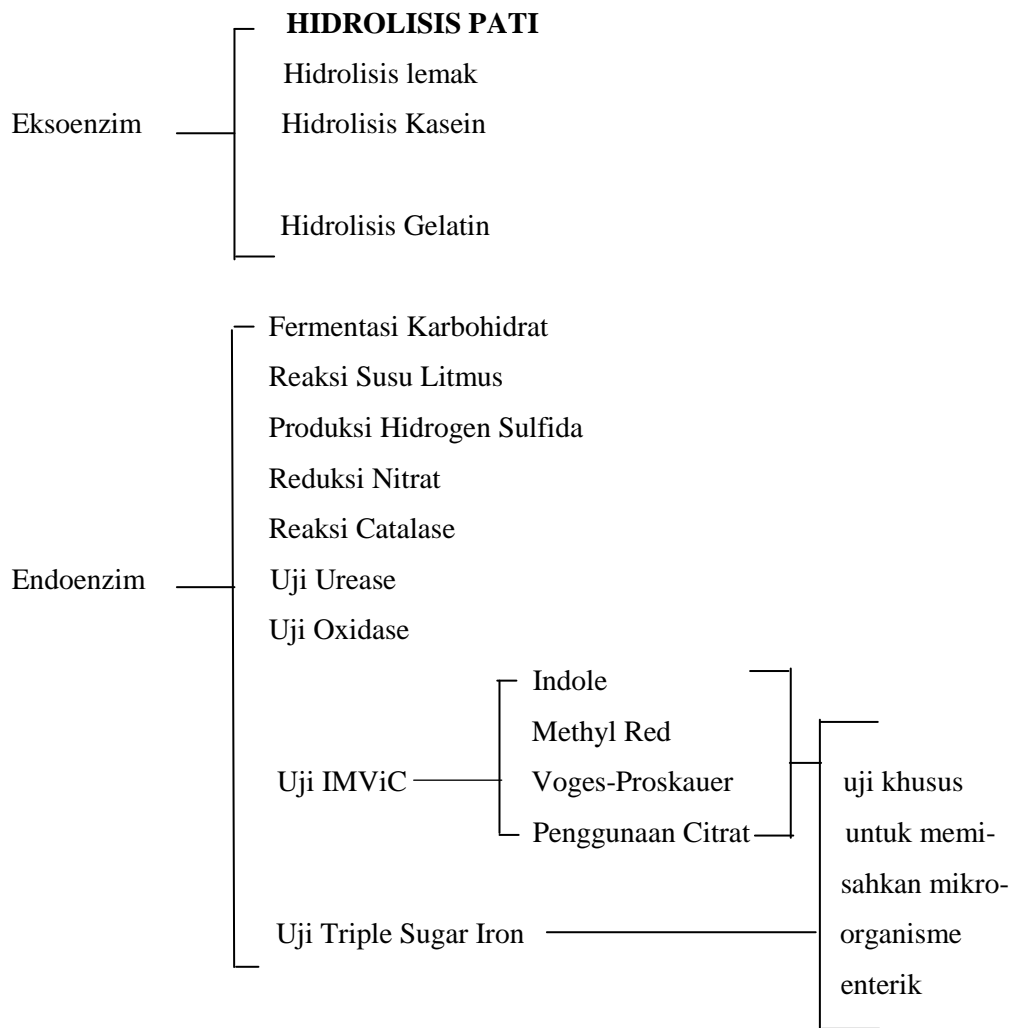 HIDROLISIS PATI
Hidrolisis lemak
Eksoenzim
Hidrolisis Kasein
Hidrolisis Gelatin
Fermentasi Karbohidrat
Reaksi Susu Litmus
Produksi Hidrogen Sulfida
Reduksi Nitrat
Reaksi Catalase
Endoenzim
Uji Urease
Uji Oxidase
Indole
Methyl Red
Uji IMViC
Voges-Proskauer
Penggunaan Citrat
Uji Triple Sugar Iron
uji khusus
untuk memi-
sahkan mikro-
organisme
enterik